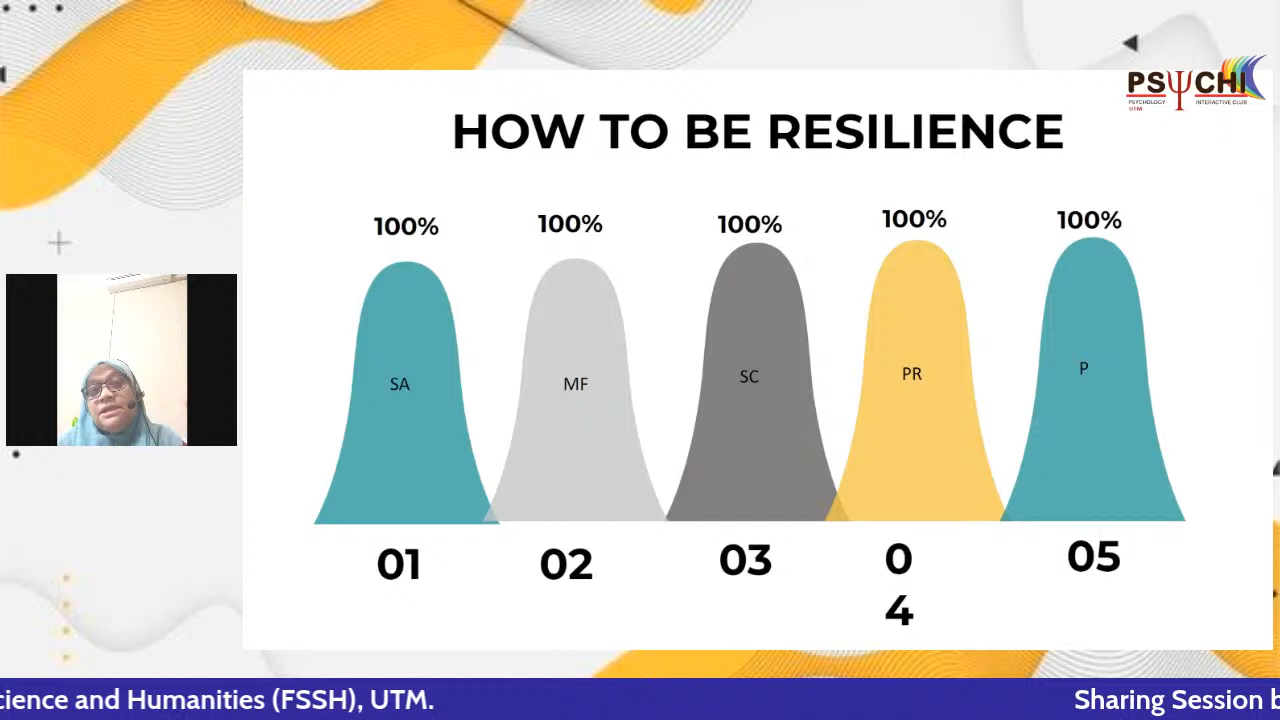 PSYCHI
PSYCHOLOGY INTERACTIVE CLUB
UTM
HOW TO BE RESILIENCE
100% 100% 100% 100% 100%
SA MF SC PR P
01 02 03 0 05
4
cience and Humanities (FSSH), UTM. Sharing Session b